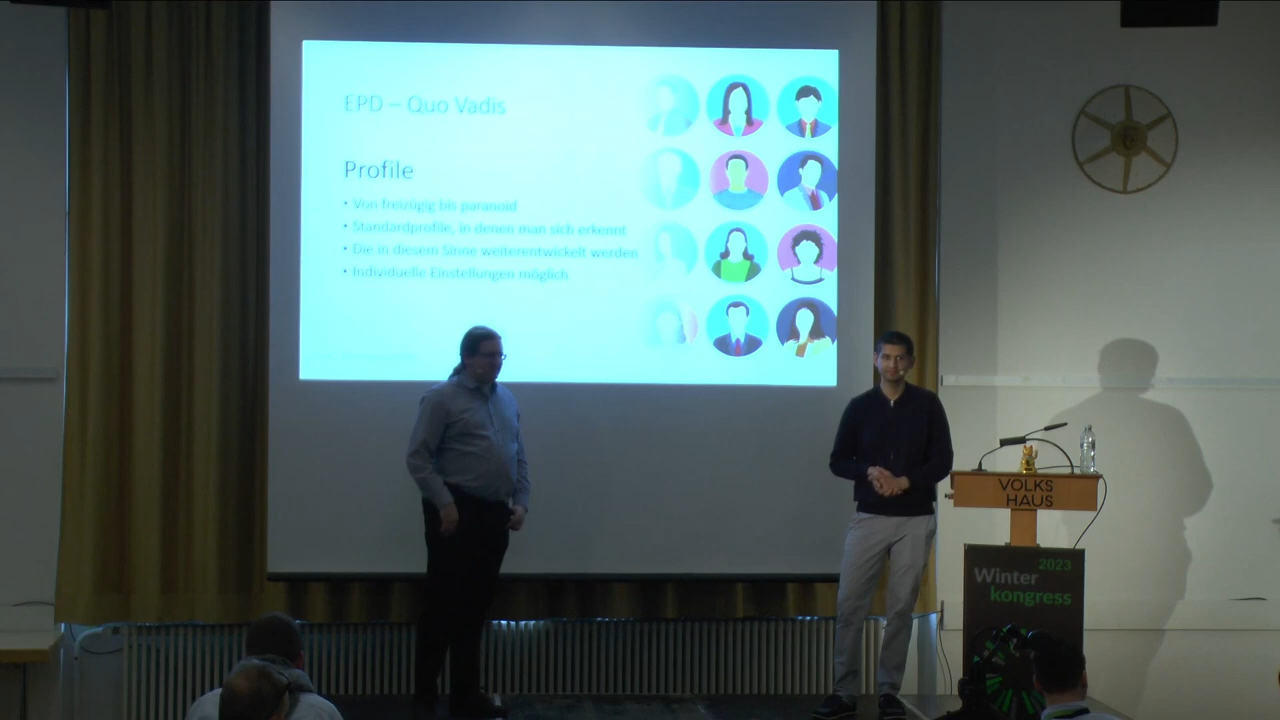 EPD – Quo Vadis
Profile
• Von freizügig bis paranoid
• Standardprofile, in denen man sich erkennt
• Die in diesem Sinne weiterentwickelt werden
• Individuelle Einstellungen möglich
VOLKS
HAUS
2023
Winter
kongress